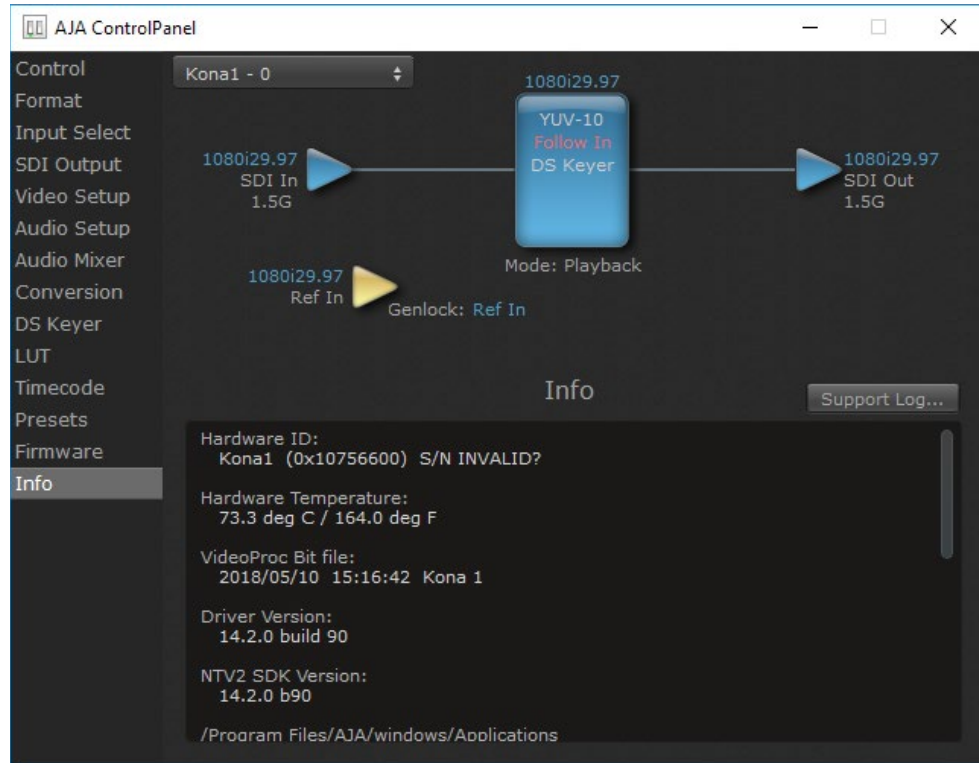 AJA ControlPanel
Control
Format
Input Select
SDI Output
Video Setup
Audio Setup
Audio Mixer
Conversion
DS Keyer
LUT
Timecode
Presets
Firmware
Info
Kona1 - 0
1080i29.97
YUV-10
Follow In
DS Keyer
Mode: Playback
1080i29.97
SDI In
1.5G
1080i29.97
SDI Out
1.5G
1080i29.97
Ref In
Genlock: Ref In
Info
Support Log...
Hardware ID:
Kona1 (0x10756600) S/N INVALID?
Hardware Temperature:
73.3 deg C / 164.0 deg F
VideoProc Bit file:
2018/05/10 15:16:42 Kona 1
Driver Version:
14.2.0 build 90
NTV2 SDK Version:
14.2.0 b90
/Program Files/AJA/windows/Applications